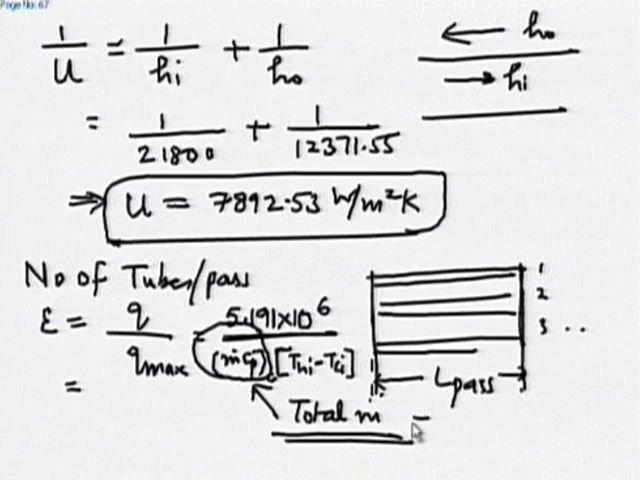 Page No: 67
1/U = 1/hi + 1/ho
← ho
→ hi
= 1/21800 + 1/12371.55
⇒ U = 7892.53 W/m²K
No of Tubes/pass
ε = q/qmax = 5.191×10⁶/(ṁCp)[Thi-Tci]
=
1
2
3 ..
Lpass
Total ṁ